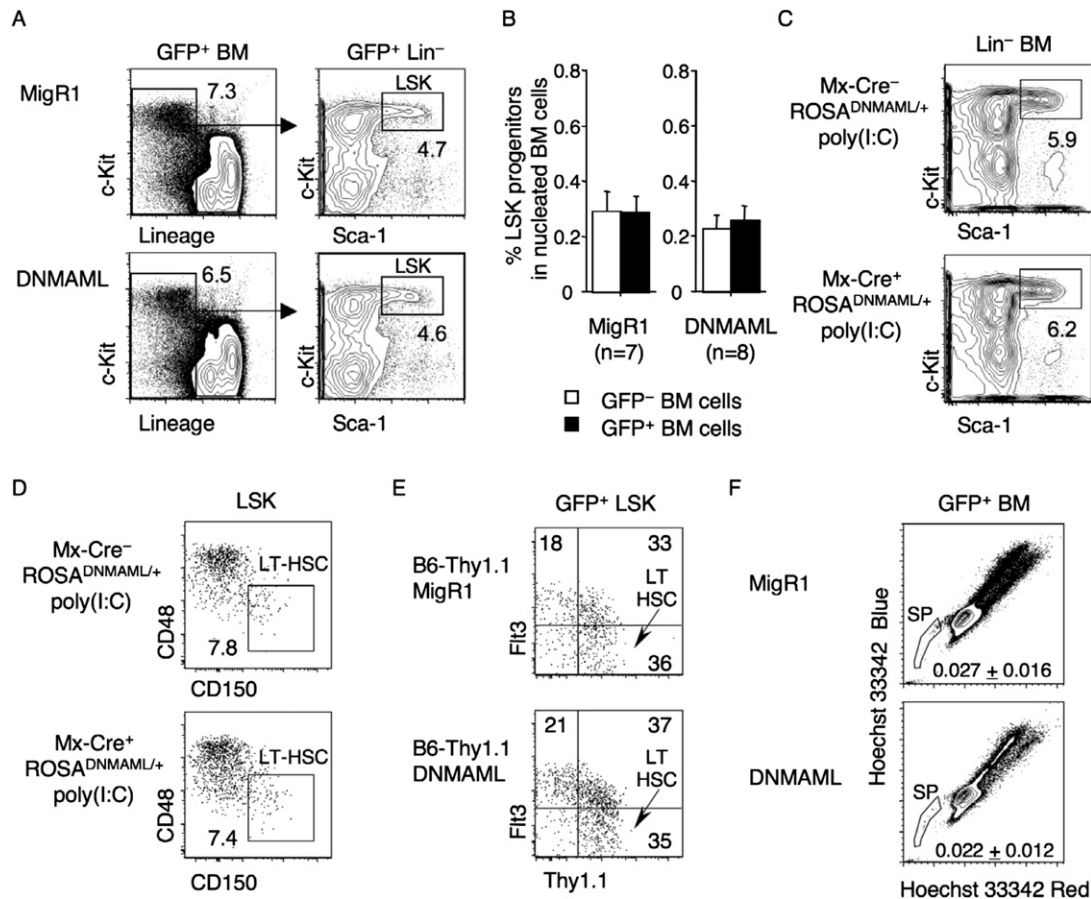 A
GFP⁺ BM
GFP⁺ Lin⁻
MigR1
7.3
LSK
4.7
c-Kit
c-Kit
Lineage
Sca-1
DNMAML
6.5
LSK
4.6
c-Kit
c-Kit
Lineage
Sca-1
B
% LSK progenitors
in nucleated BM cells
0.8
0.6
0.4
0.2
0
0.8
0.6
0.4
0.2
0
MigR1
(n=7)
DNMAML
(n=8)
GFP⁻ BM cells
GFP⁺ BM cells
C
Lin⁻ BM
Mx-Cre⁻
ROSA^DNMAML/+
poly(I:C)
5.9
c-Kit
Sca-1
Mx-Cre⁺
ROSA^DNMAML/+
poly(I:C)
6.2
c-Kit
Sca-1
D
LSK
Mx-Cre⁻
ROSA^DNMAML/+
poly(I:C)
LT-HSC
7.8
CD48
CD150
Mx-Cre⁺
ROSA^DNMAML/+
poly(I:C)
LT-HSC
7.4
CD48
CD150
E
GFP⁺ LSK
B6-Thy1.1
MigR1
18
33
LT
HSC
36
Flt3
B6-Thy1.1
DNMAML
21
37
LT
HSC
35
Flt3
Thy1.1
F
GFP⁺ BM
MigR1
SP
0.027 ± 0.016
DNMAML
SP
0.022 ± 0.012
Hoechst 33342 Blue
Hoechst 33342 Red